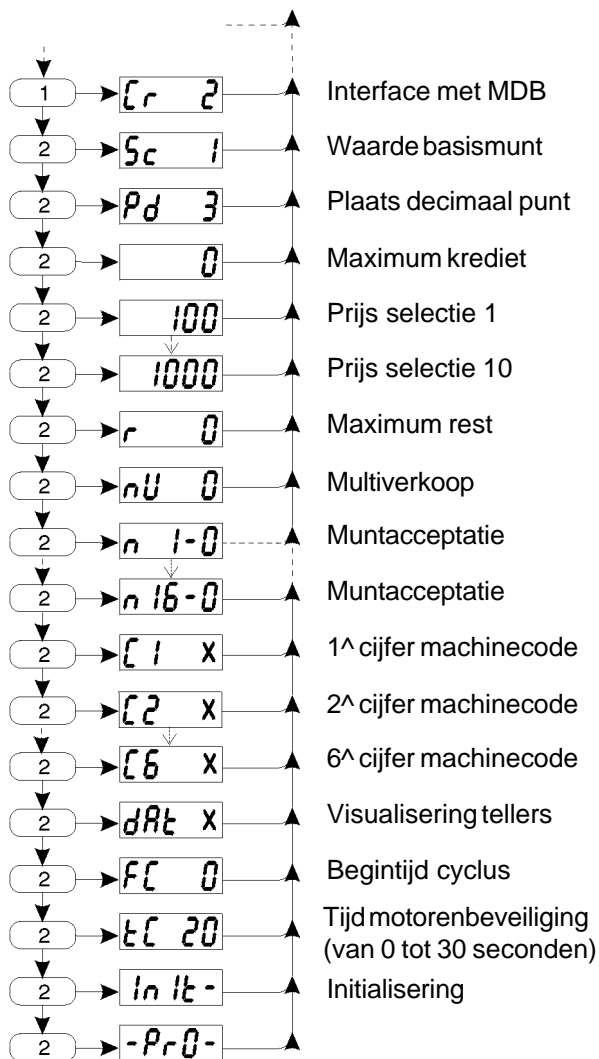 1 Cr 2 Interface met MDB
2 Sc 1 Waarde basismunt
2 Pd 3 Plaats decimaal punt
2 0 Maximum krediet
2 100 Prijs selectie 1
2 1000 Prijs selectie 10
2 r 0 Maximum rest
2 nU 0 Multiverkoop
2 n 1-0 Muntacceptatie
2 n 16-0 Muntacceptatie
2 C1 X 1^ cijfer machinecode
2 C2 X 2^ cijfer machinecode
2 C6 X 6^ cijfer machinecode
2 dAt X Visualisering tellers
2 FC 0 Begintijd cyclus
2 tC 20 Tijd motorenbeveiliging
(van 0 tot 30 seconden)
2 InIt- Initialisering
2 -Pr0-